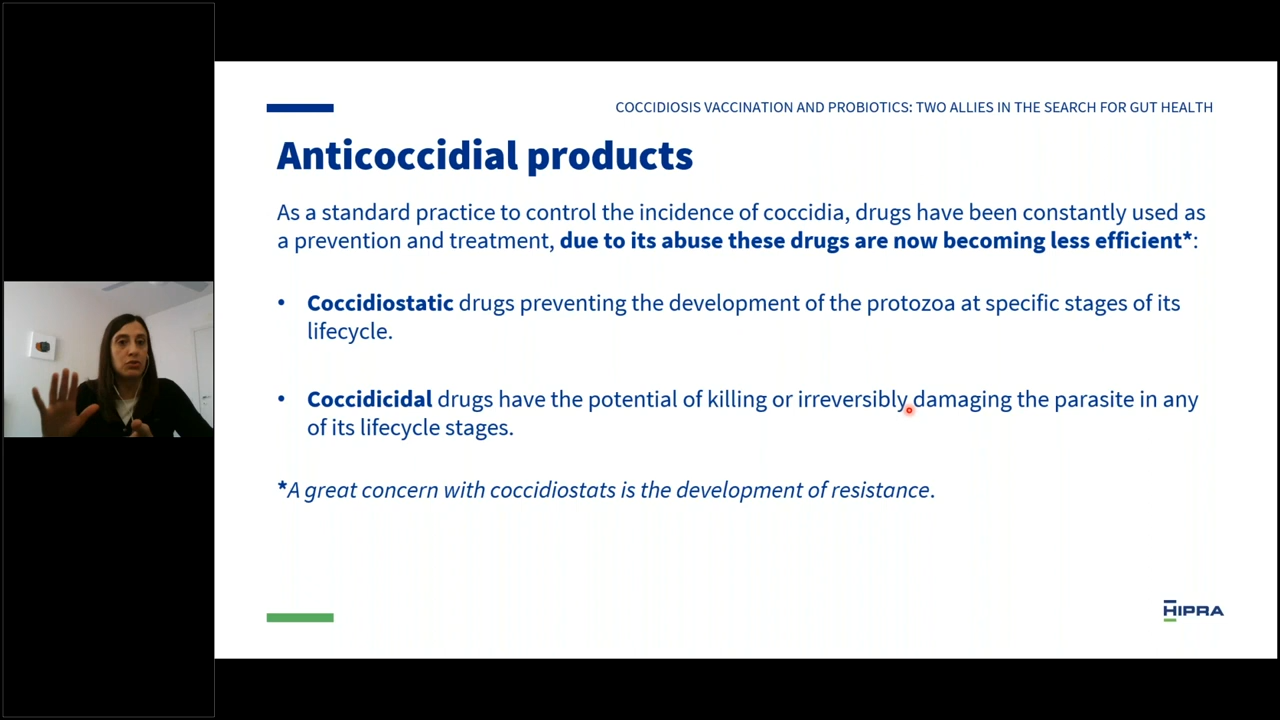 COCCIDIOSIS VACCINATION AND PROBIOTICS: TWO ALLIES IN THE SEARCH FOR GUT HEALTH
Anticoccidial products
As a standard practice to control the incidence of coccidia, drugs have been constantly used as
a prevention and treatment, due to its abuse these drugs are now becoming less efficient*:
• Coccidiostatic drugs preventing the development of the protozoa at specific stages of its
lifecycle.
• Coccidicidal drugs have the potential of killing or irreversibly damaging the parasite in any
of its lifecycle stages.
*A great concern with coccidiostats is the development of resistance.
HIPRA